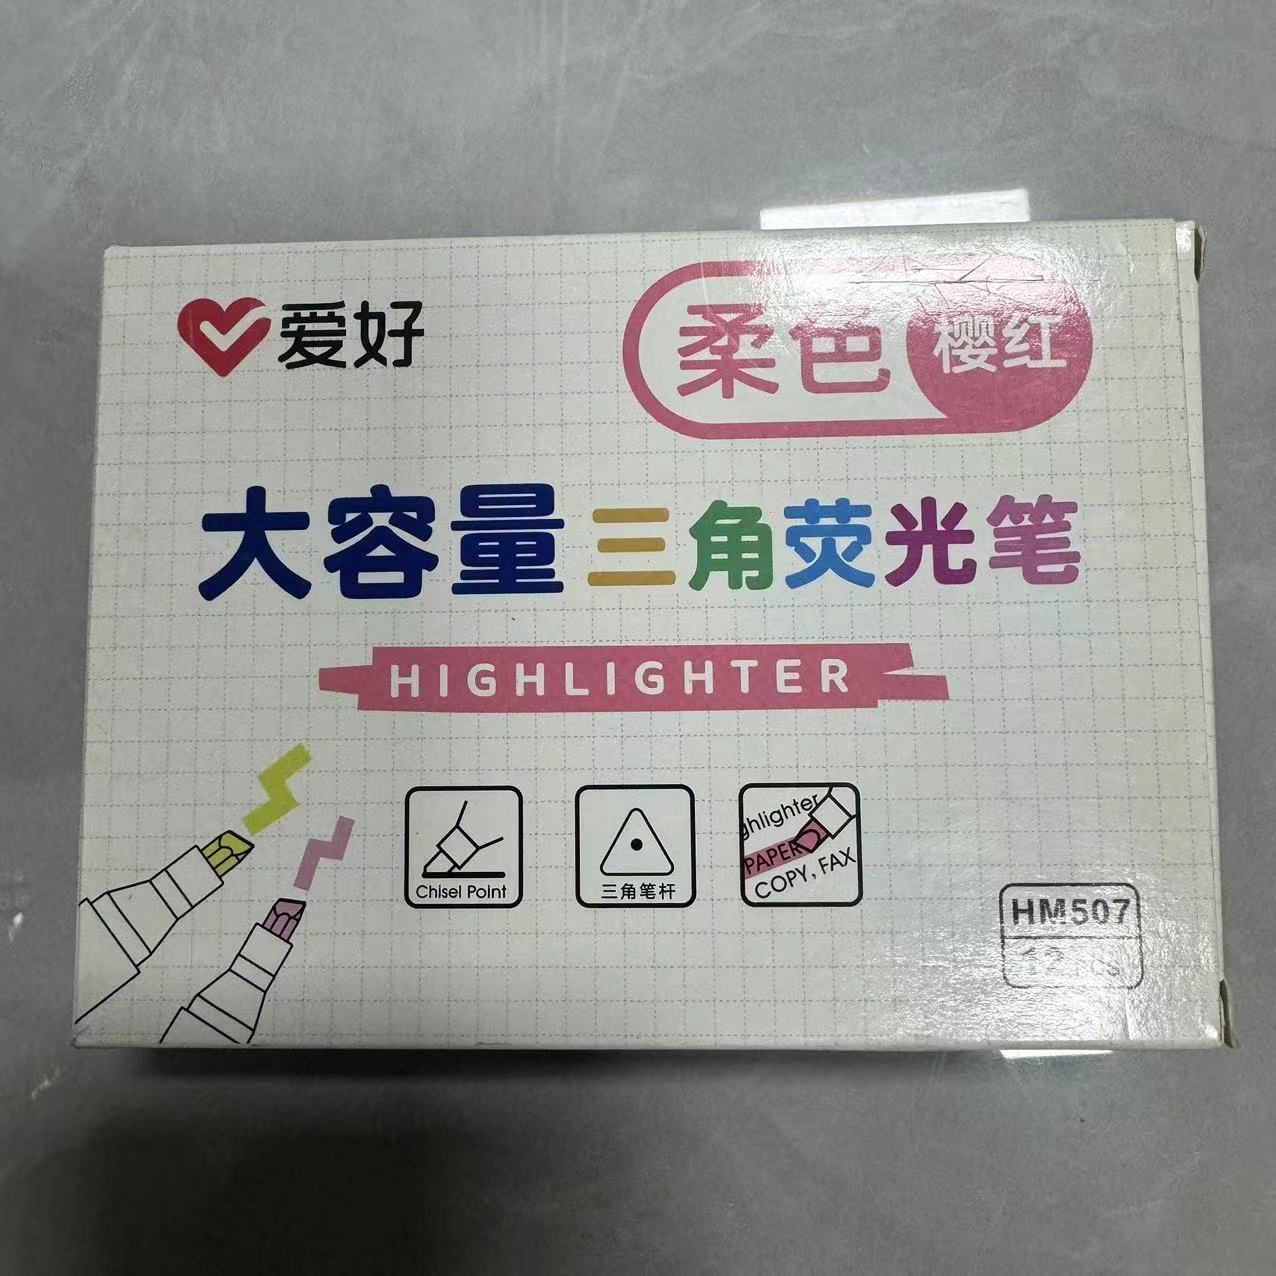 爱好
柔色 樱红
大容量三角荧光笔
HIGHLIGHTER
Chisel Point
三角笔杆
ghlighter
PAPER
COPY, FAX
HM507